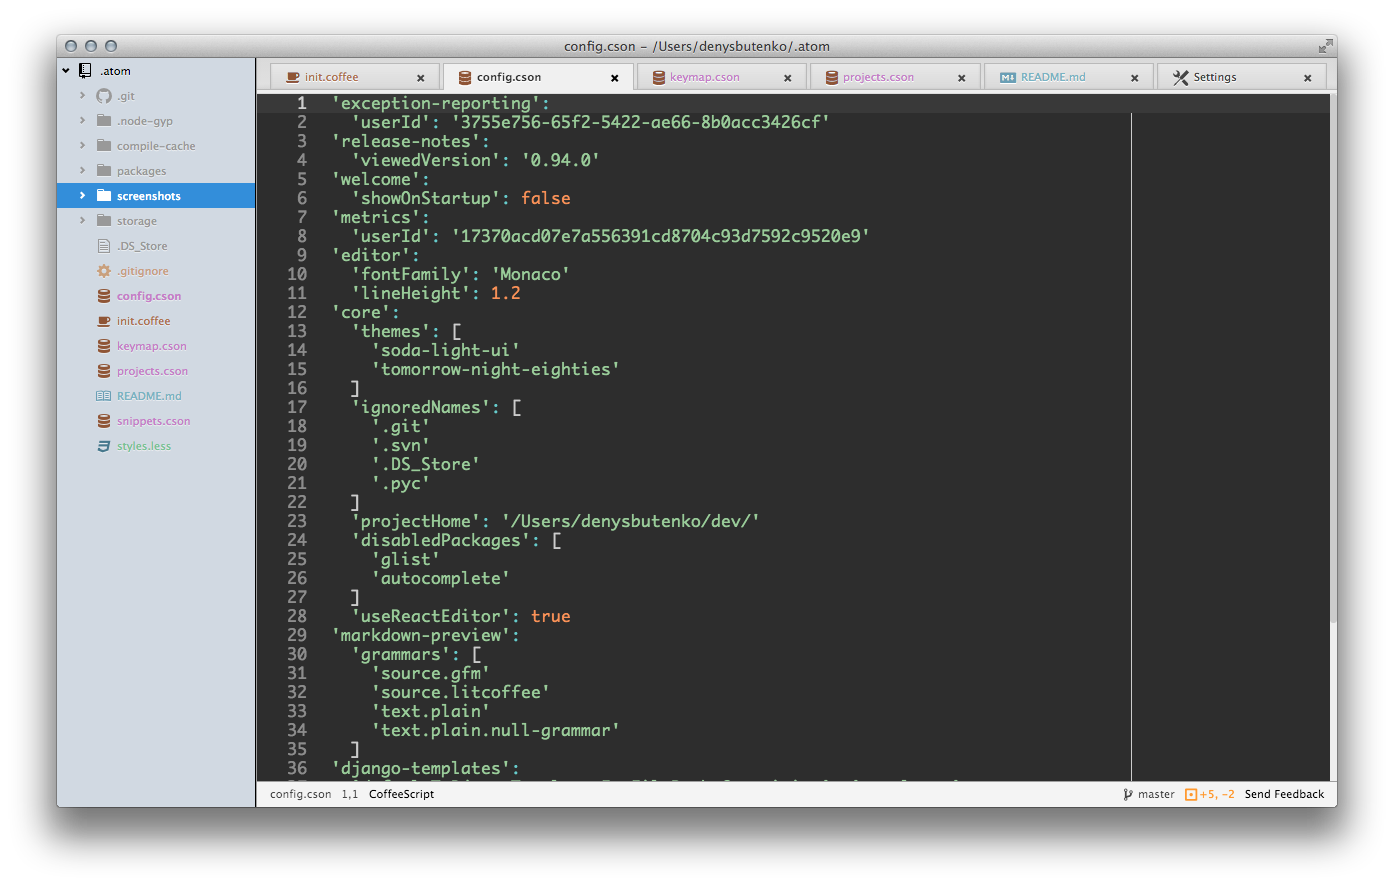 config.cson – /Users/denysbutenko/.atom
.atom
.git
.node-gyp
compile-cache
packages
screenshots
storage
.DS_Store
.gitignore
config.cson
init.coffee
keymap.cson
projects.cson
README.md
snippets.cson
styles.less
init.coffee
config.cson
keymap.cson
projects.cson
README.md
Settings
1 'exception-reporting':
2 'userId': '3755e756-65f2-5422-ae66-8b0acc3426cf'
3 'release-notes':
4 'viewedVersion': '0.94.0'
5 'welcome':
6 'showOnStartup': false
7 'metrics':
8 'userId': '17370acd07e7a556391cd8704c93d7592c9520e9'
9 'editor':
10 'fontFamily': 'Monaco'
11 'lineHeight': 1.2
12 'core':
13 'themes': [
14 'soda-light-ui'
15 'tomorrow-night-eighties'
16 ]
17 'ignoredNames': [
18 '.git'
19 '.svn'
20 '.DS_Store'
21 '.pyc'
22 ]
23 'projectHome': '/Users/denysbutenko/dev/'
24 'disabledPackages': [
25 'glist'
26 'autocomplete'
27 ]
28 'useReactEditor': true
29 'markdown-preview':
30 'grammars': [
31 'source.gfm'
32 'source.litcoffee'
33 'text.plain'
34 'text.plain.null-grammar'
35 ]
36 'django-templates':
config.cson 1,1 CoffeeScript
master +5, -2 Send Feedback